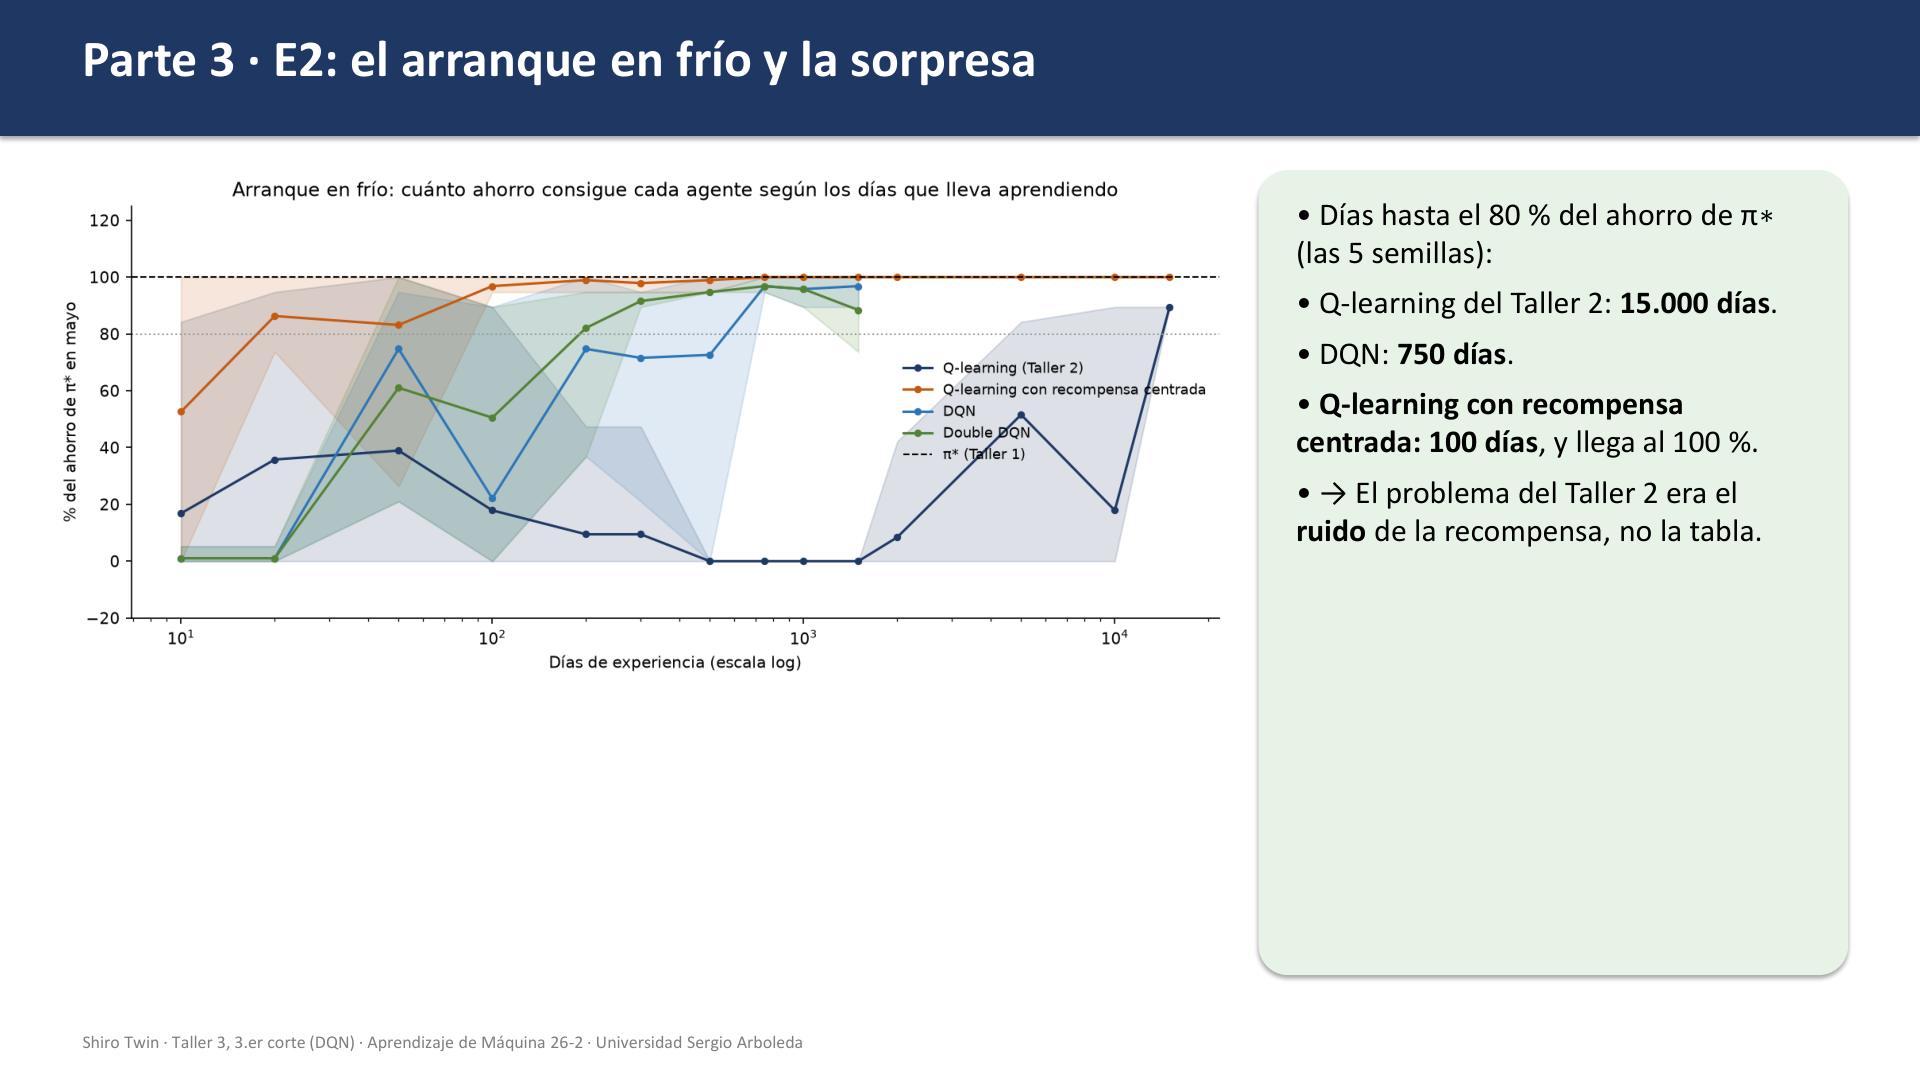 Parte 3 · E2: el arranque en frío y la sorpresa
Arranque en frío: cuánto ahorro consigue cada agente según los días que lleva aprendiendo
% del ahorro de π* en mayo
120
100
80
60
40
20
0
−20
10¹
10²
10³
10⁴
Días de experiencia (escala log)
Q-learning (Taller 2)
Q-learning con recompensa centrada
DQN
Double DQN
π* (Taller 1)
• Días hasta el 80 % del ahorro de π∗
(las 5 semillas):
• Q-learning del Taller 2: 15.000 días.
• DQN: 750 días.
• Q-learning con recompensa
centrada: 100 días, y llega al 100 %.
• → El problema del Taller 2 era el
ruido de la recompensa, no la tabla.
Shiro Twin · Taller 3, 3.er corte (DQN) · Aprendizaje de Máquina 26-2 · Universidad Sergio Arboleda